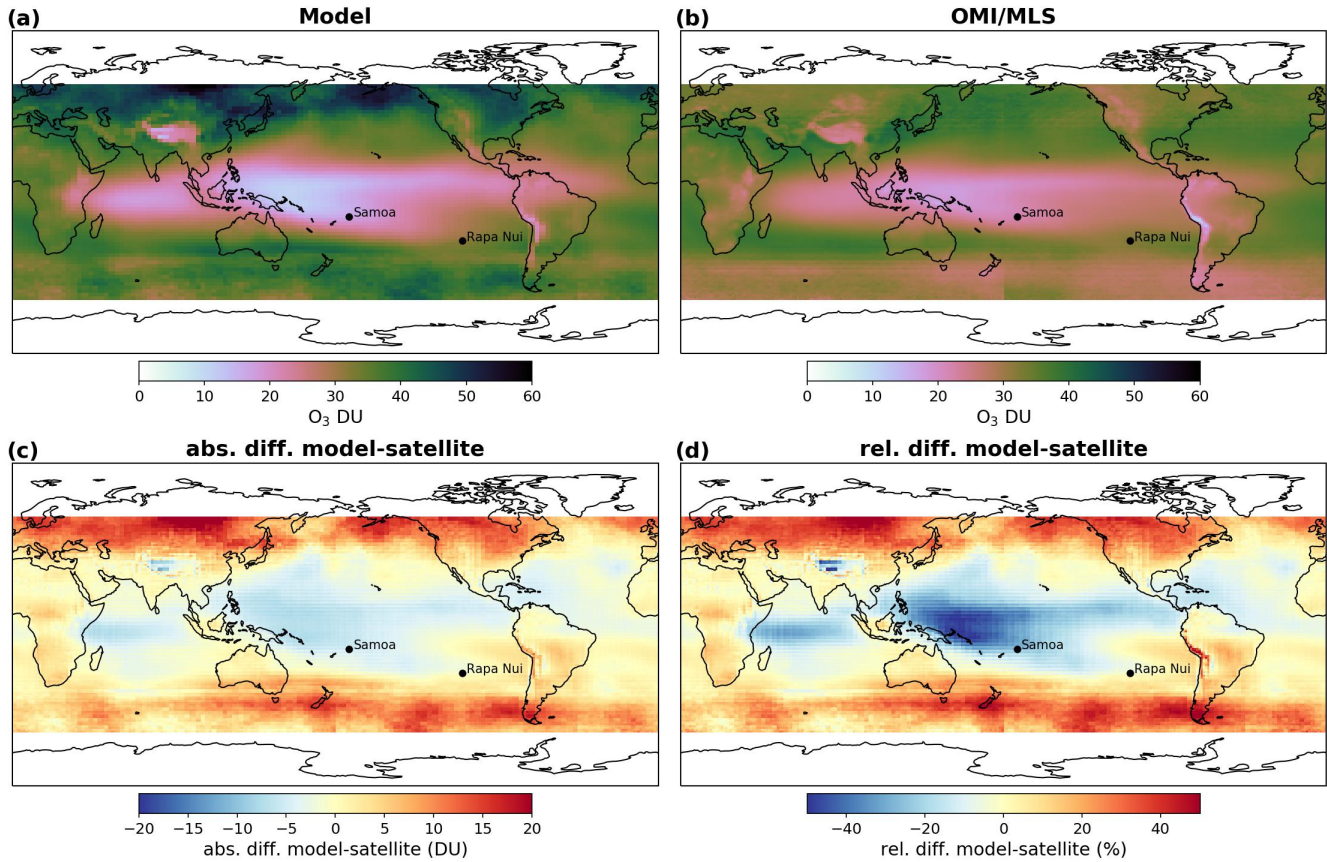 (a) Model
(b) OMI/MLS
Samoa
Rapa Nui
Samoa
Rapa Nui
0 10 20 30 40 50 60
O₃ DU
0 10 20 30 40 50 60
O₃ DU
(c) abs. diff. model-satellite
(d) rel. diff. model-satellite
Samoa
Rapa Nui
Samoa
Rapa Nui
−20 −15 −10 −5 0 5 10 15 20
abs. diff. model-satellite (DU)
−40 −20 0 20 40
rel. diff. model-satellite (%)